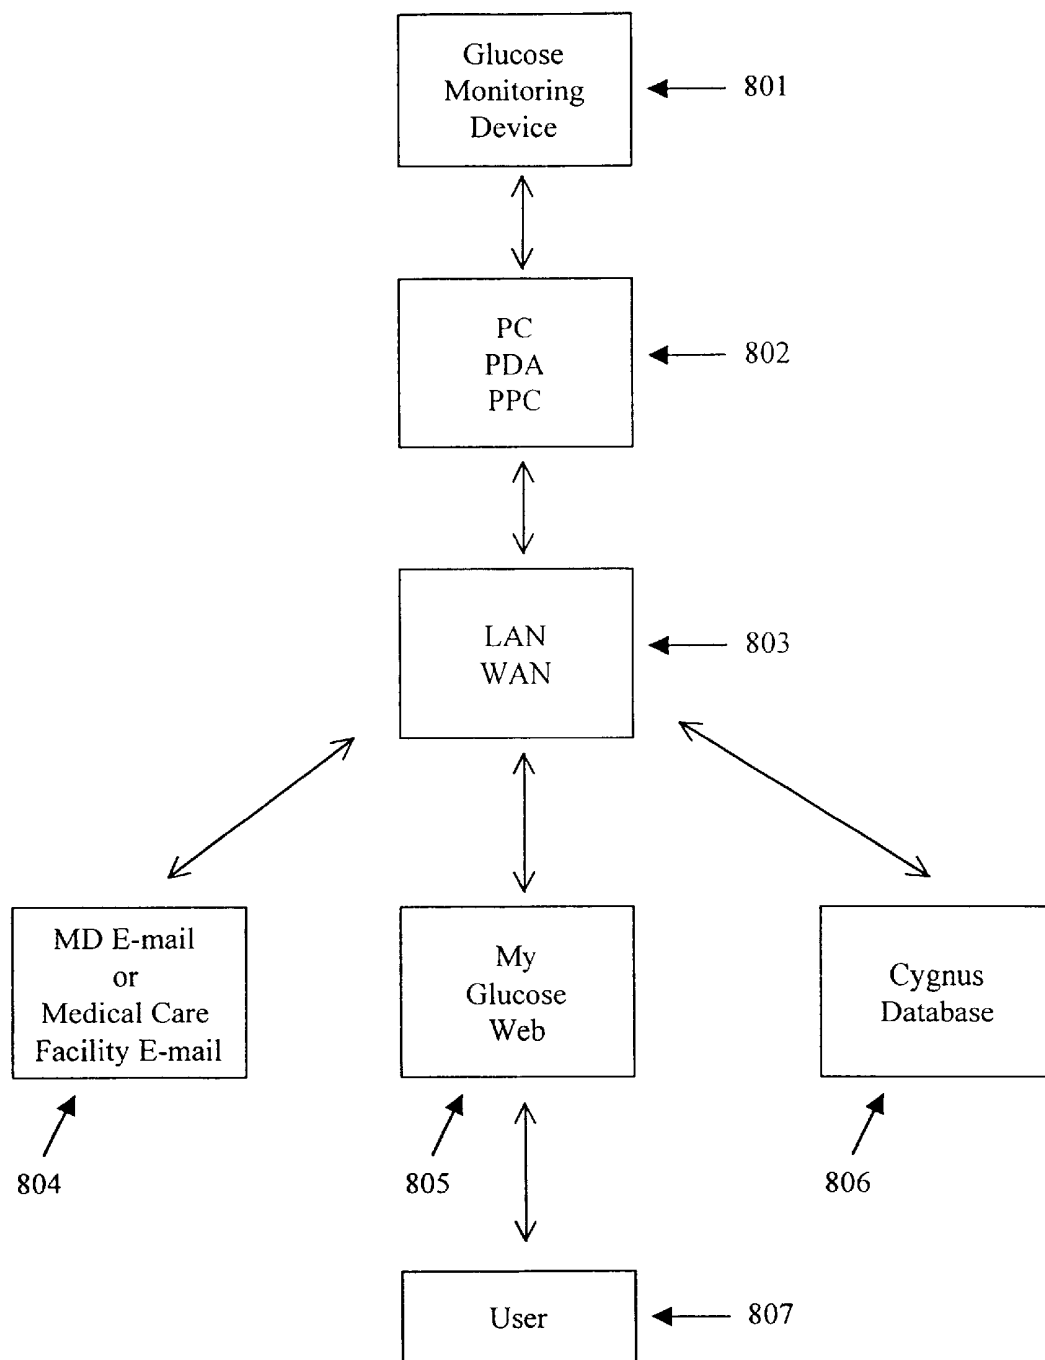 Glucose
Monitoring
Device
801
PC
PDA
PPC
802
LAN
WAN
803
MD E-mail
or
Medical Care
Facility E-mail
804
My
Glucose
Web
805
Cygnus
Database
806
User
807